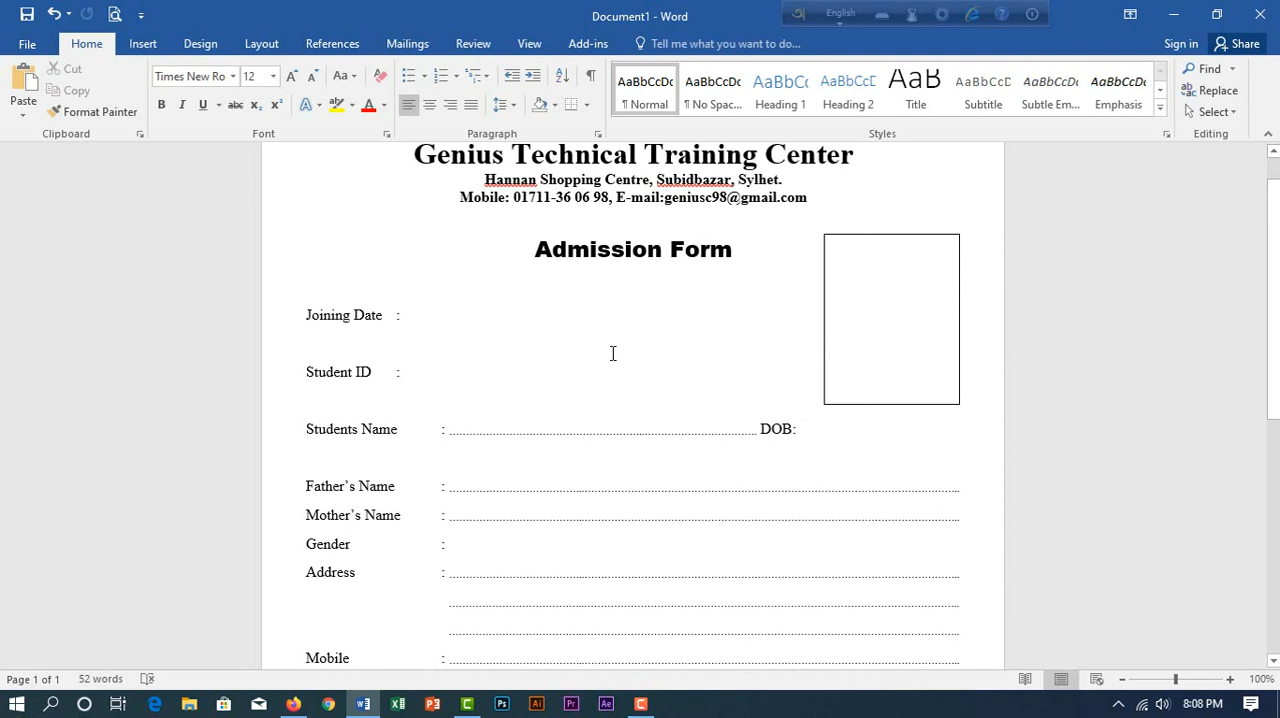 Document1 - Word
English
File Home Insert Design Layout References Mailings Review View Add-ins Tell me what you want to do... Sign in Share
Paste
Cut
Copy
Format Painter
Clipboard
Times New Ro 12
Font
Paragraph
AaBbCcDc AaBbCcDc AaBbCc AaBbCcD AaB AaBbCcD AaBbCcDc AaBbCcDc
¶ Normal ¶ No Spac... Heading 1 Heading 2 Title Subtitle Subtle Em... Emphasis
Styles
Find
Replace
Select
Editing
Genius Technical Training Center
Hannan Shopping Centre, Subidbazar, Sylhet.
Mobile: 01711-36 06 98, E-mail:geniusc98@gmail.com
Admission Form
Joining Date :
Student ID :
Students Name : DOB:
Father’s Name :
Mother’s Name :
Gender :
Address :
Mobile :
Page 1 of 1 52 words 100%
8:08 PM